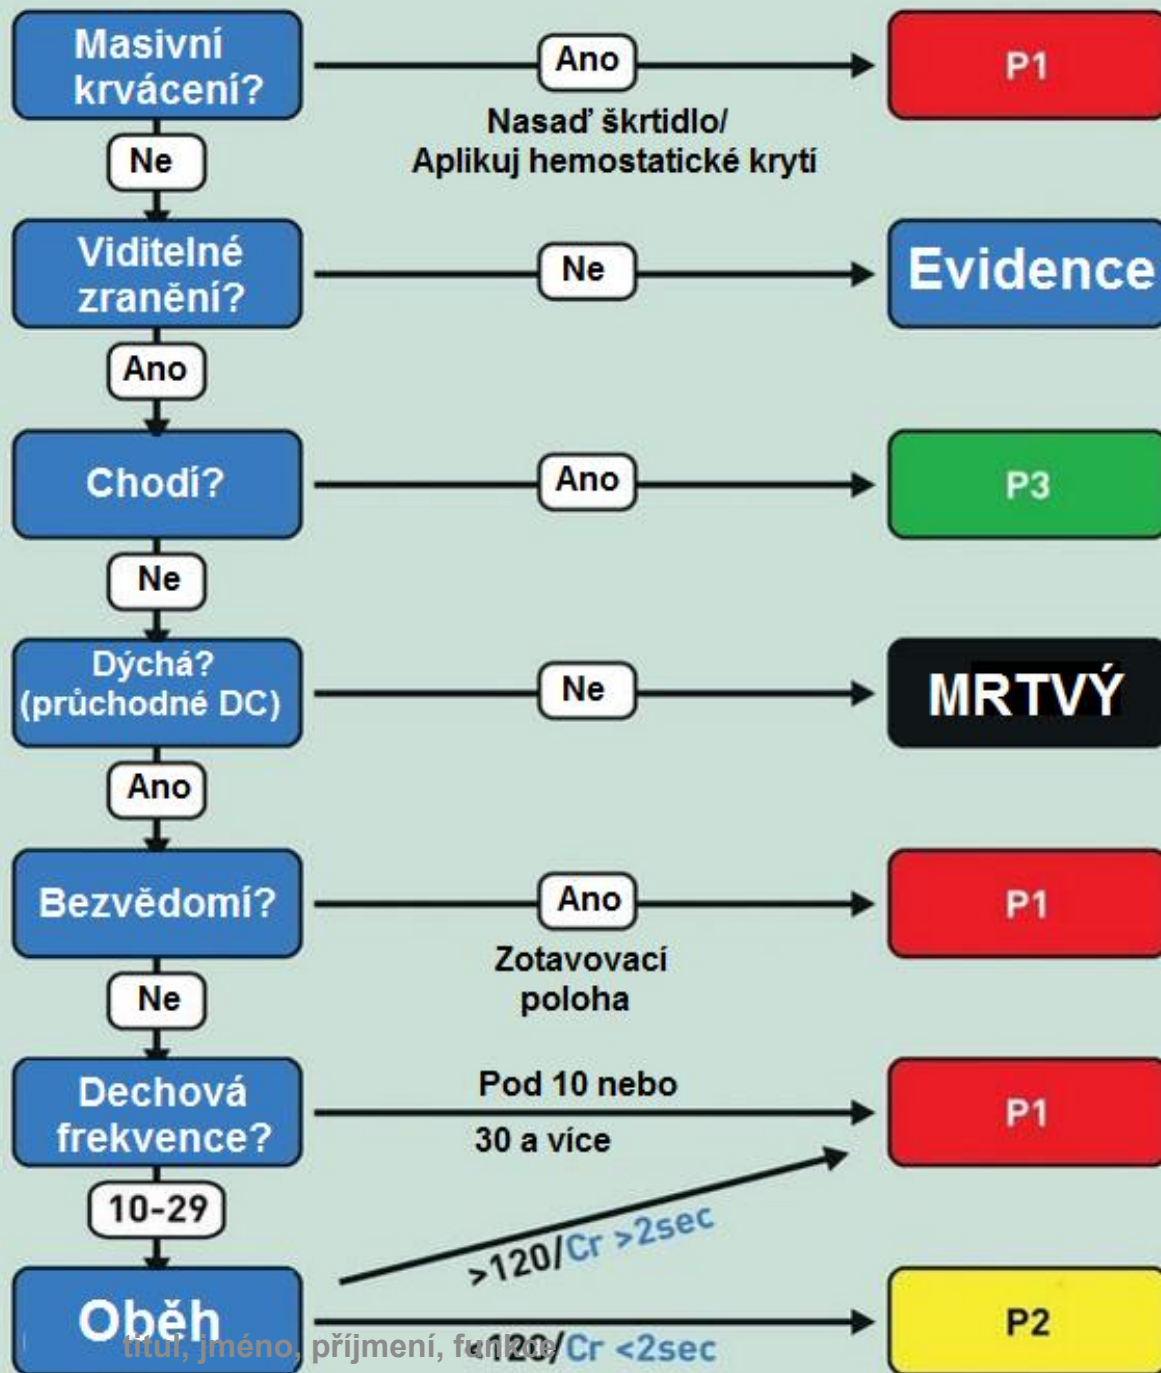 Masivní
krvácení?
Ano
P1
Nasaď škrtidlo/
Aplikuj hemostatické krytí
Ne
Viditelné
zranění?
Ne
Evidence
Ano
Chodí?
Ano
P3
Ne
Dýchá?
(průchodné DC)
Ne
MRTVÝ
Ano
Bezvědomí?
Ano
P1
Zotavovací
poloha
Ne
Dechová
frekvence?
Pod 10 nebo
30 a více
P1
10-29
>120/Cr >2sec
Oběh
P2
<120/Cr <2sec
titul, jméno, příjmení, funkce